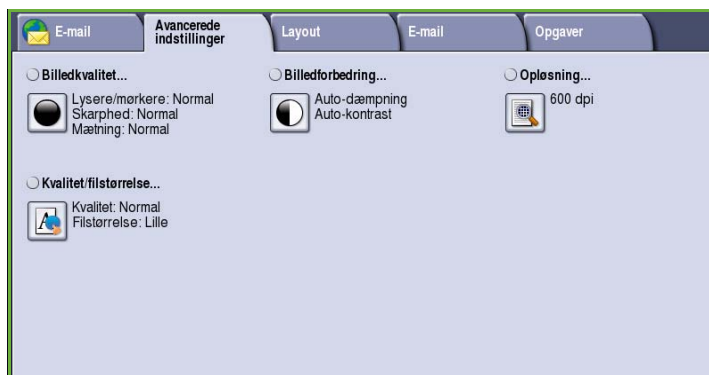 E-mail
Avancerede
indstillinger
Layout
E-mail
Opgaver
Billedkvalitet...
Lysere/mørkere: Normal
Skarphed: Normal
Mætning: Normal
Billedforbedring...
Auto-dæmpning
Auto-kontrast
Opløsning...
600 dpi
Kvalitet/filstørrelse...
Kvalitet: Normal
Filstørrelse: Lille